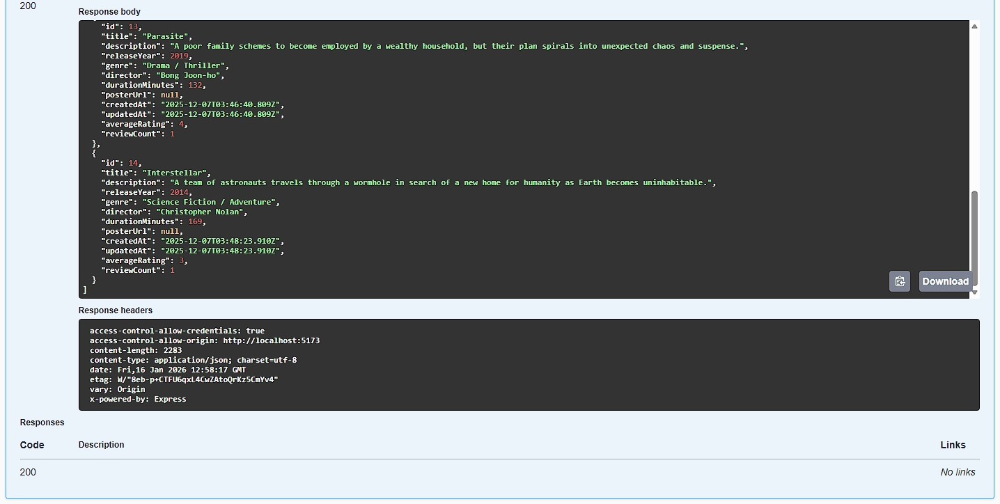 200
Response body
"id": 13,
"title": "Parasite",
"description": "A poor family schemes to become employed by a wealthy household, but their plan spirals into unexpected chaos and suspense.",
"releaseYear": 2019,
"genre": "Drama / Thriller",
"director": "Bong Joon-ho",
"durationMinutes": 132,
"posterUrl": null,
"createdAt": "2025-12-07T03:46:40.809Z",
"updatedAt": "2025-12-07T03:46:40.809Z",
"averageRating": 4,
"reviewCount": 1
},
{
"id": 14,
"title": "Interstellar",
"description": "A team of astronauts travels through a wormhole in search of a new home for humanity as Earth becomes uninhabitable.",
"releaseYear": 2014,
"genre": "Science Fiction / Adventure",
"director": "Christopher Nolan",
"durationMinutes": 169,
"posterUrl": null,
"createdAt": "2025-12-07T03:48:23.910Z",
"updatedAt": "2025-12-07T03:48:23.910Z",
"averageRating": 3,
"reviewCount": 1
}
]
Download
Response headers
access-control-allow-credentials: true
access-control-allow-origin: http://localhost:5173
content-length: 2283
content-type: application/json; charset=utf-8
date: Fri,16 Jan 2026 12:58:17 GMT
etag: W/"8eb-p+CTFU6qxL4CwZAtoQrKz5CmYv4"
vary: Origin
x-powered-by: Express
Responses
Code Description Links
200 No links